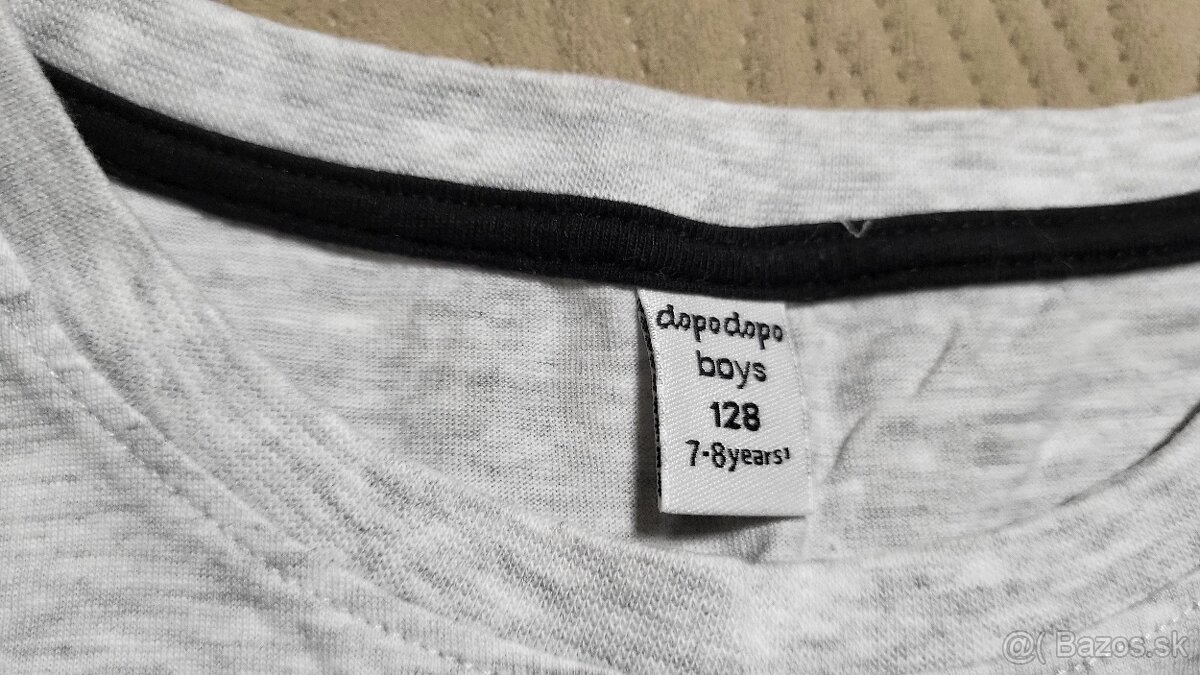 dopodopo
boys
128
7-8years¹
@( Bazos.sk